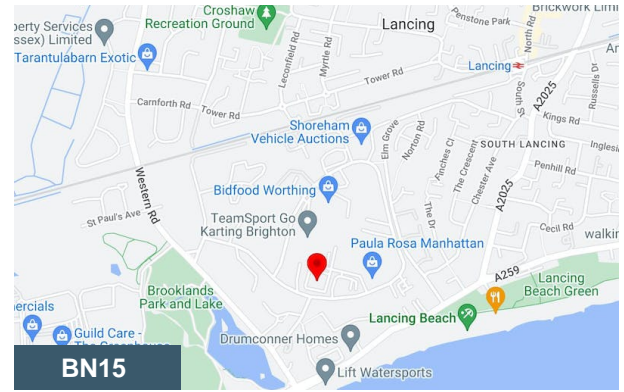 Croshaw
Recreation Ground
Lancing
Penstone Park
Brickwork Limi
perty Services
ssex) Limited
Tarantulabarn Exotic
Leconfield Rd
Myrtle Rd
Tower Rd
North Rd
Lancing
Carnforth Rd
Tower Rd
Shoreham
Vehicle Auctions
South St
A2025
Russells Dr
Kings Rd
Elm Grove
Norton Rd
Finches Cl
The Crescent
Chester Ave
SOUTH LANCING
Inglesi
Penhill Rd
Western Rd
Bidfood Worthing
A2025
St Paul's Ave
TeamSport Go
Karting Brighton
The Dr
Cecil Rd
walkin
Paula Rosa Manhattan
A259
Brooklands
Park and Lake
Lancing
Beach Green
ercials
Guild Care -
Lancing Beach
Drumconner Homes
BN15
Lift Watersports